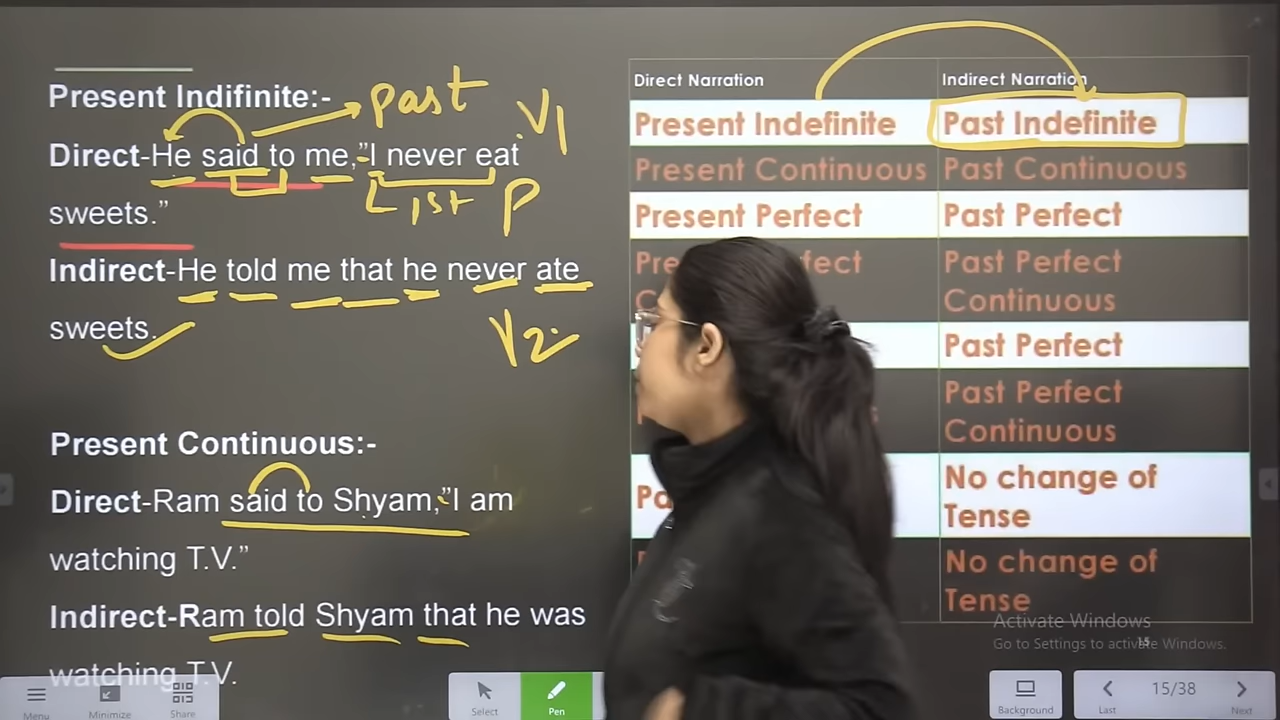 Present Indifinite:-
past
V1
Direct-He said to me,"I never eat
1st P
sweets."
Indirect-He told me that he never ate
sweets.
V2
Present Continuous:-
Direct-Ram said to Shyam,"I am
watching T.V."
Indirect-Ram told Shyam that he was
watching T.V.
Direct Narration
Indirect Narration
Present Indefinite
Past Indefinite
Present Continuous
Past Continuous
Present Perfect
Past Perfect
Past Perfect
Continuous
Past Perfect
Past Perfect
Continuous
No change of
Tense
No change of
Tense
Activate Windows
Go to Settings to activate Windows.
Menu
Minimize
Share
Select
Pen
Background
Last
15/38
Next